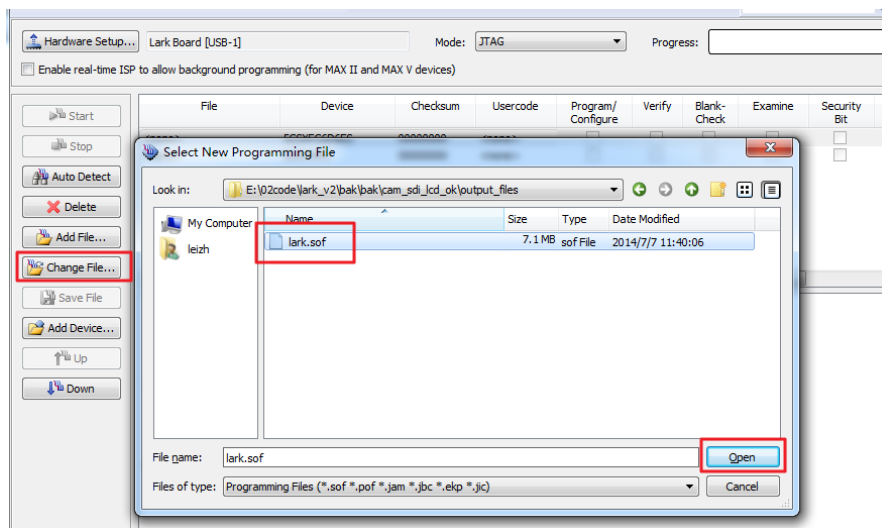 Hardware Setup... Lark Board [USB-1] Mode: JTAG Progress:
Enable real-time ISP to allow background programming (for MAX II and MAX V devices)
File Device Checksum Usercode Program/ Configure Verify Blank- Check Examine Security Bit
Start
Stop
Auto Detect
Delete
Add File...
Change File...
Save File
Add Device...
Up
Down
Select New Programming File
Look in: E:\02code\lark_v2\bak\bak\cam_sdi_lcd_ok\output_files
My Computer
leizh
Name Size Type Date Modified
lark.sof 7.1 MB sof File 2014/7/7 11:40:06
File name: lark.sof Open
Files of type: Programming Files (*.sof *.pof *.jam *.jbc *.ekp *.jic) Cancel